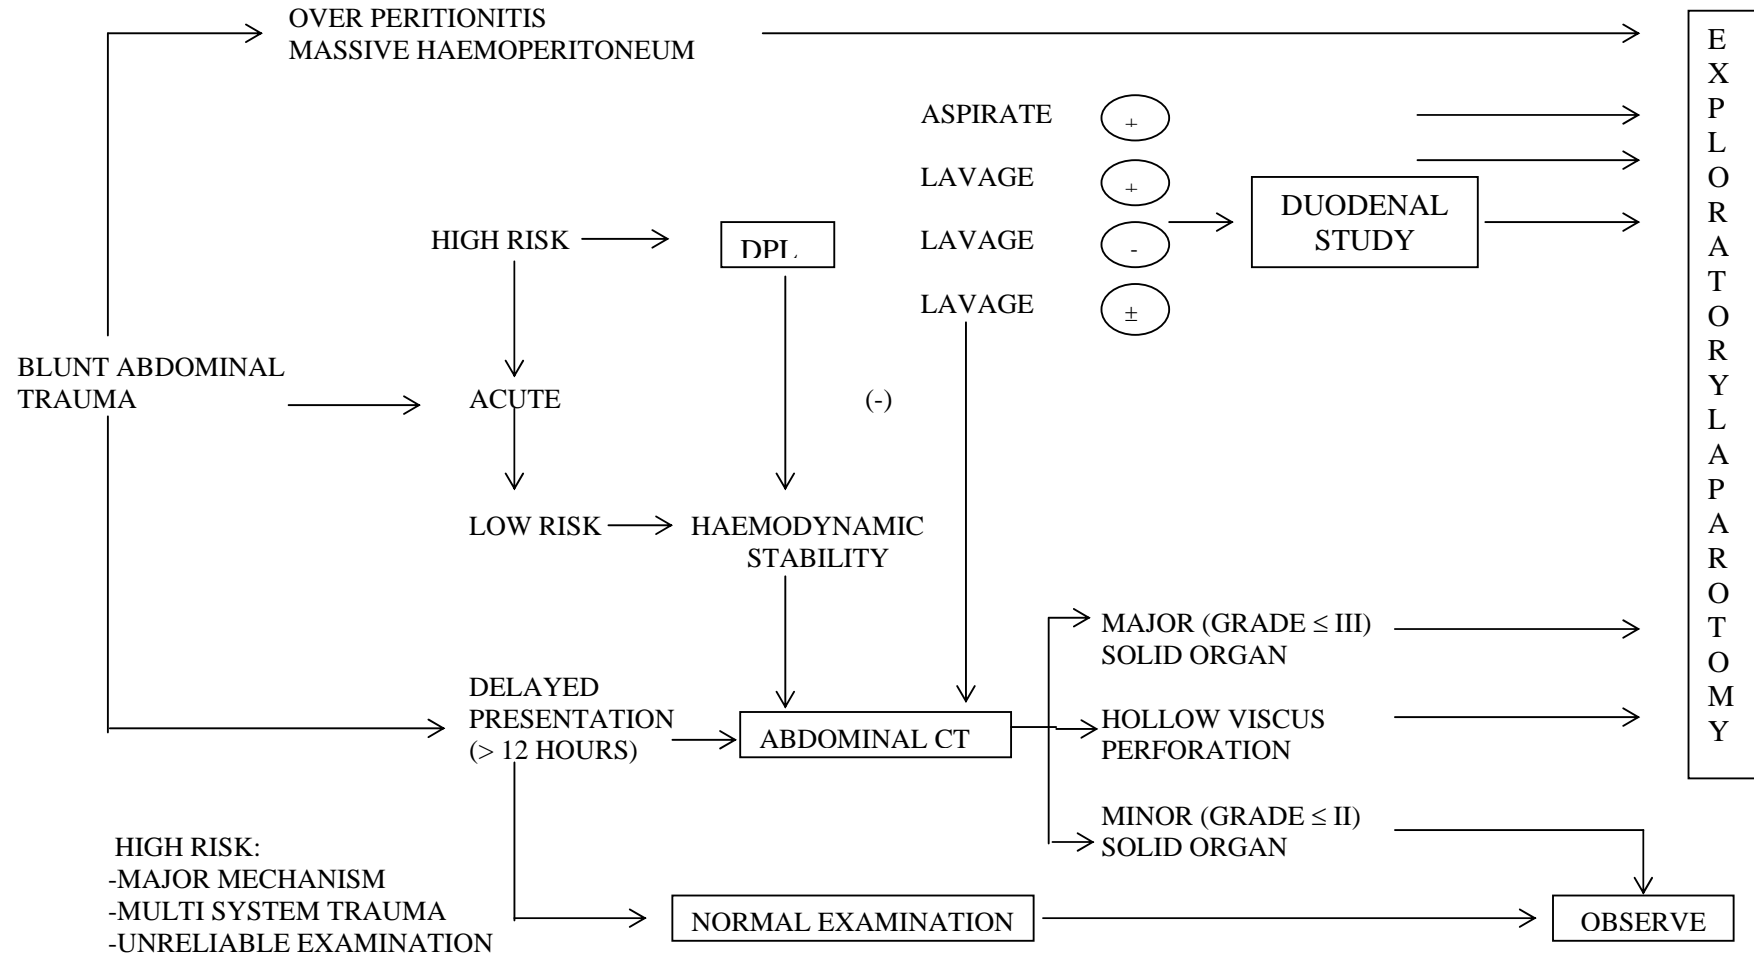 OVER PERITIONITIS
MASSIVE HAEMOPERITONEUM
ASPIRATE +
LAVAGE +
DUODENAL
STUDY
HIGH RISK
DPL
LAVAGE -
LAVAGE ±
BLUNT ABDOMINAL
TRAUMA
ACUTE
(-)
LOW RISK
HAEMODYNAMIC
STABILITY
MAJOR (GRADE ≤ III)
SOLID ORGAN
DELAYED
PRESENTATION
(> 12 HOURS)
ABDOMINAL CT
HOLLOW VISCUS
PERFORATION
MINOR (GRADE ≤ II)
SOLID ORGAN
HIGH RISK:
-MAJOR MECHANISM
-MULTI SYSTEM TRAUMA
-UNRELIABLE EXAMINATION
NORMAL EXAMINATION
OBSERVE
E
X
P
L
O
R
A
T
O
R
Y
L
A
P
A
R
O
T
O
M
Y